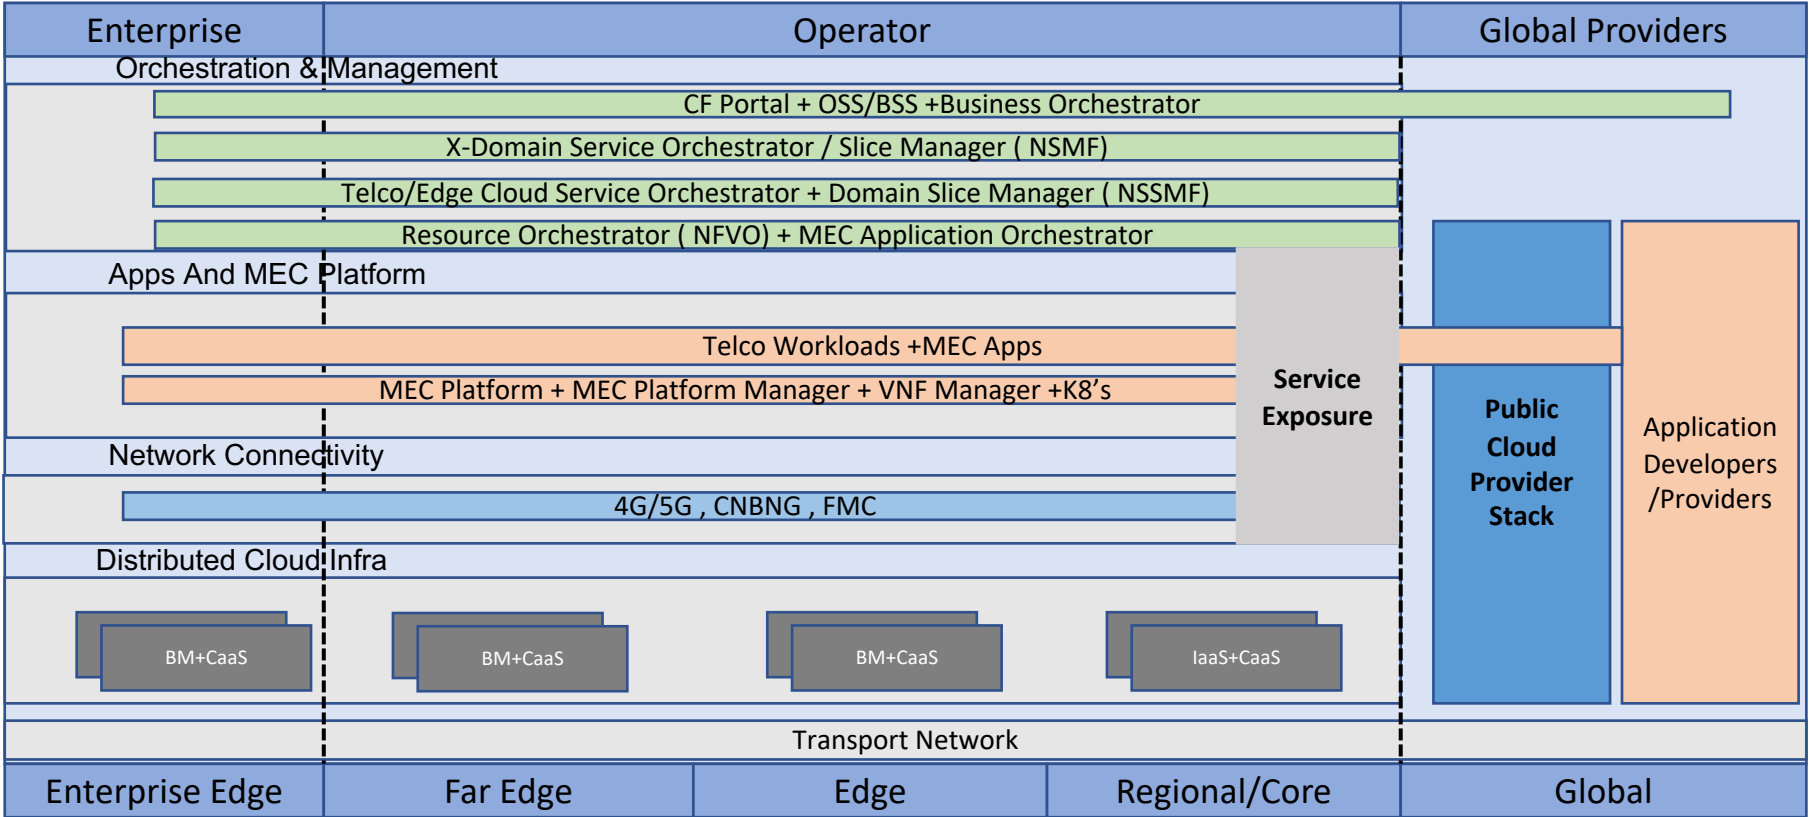 Enterprise
Operator
Global Providers
Orchestration & Management
CF Portal + OSS/BSS +Business Orchestrator
X-Domain Service Orchestrator / Slice Manager ( NSMF)
Telco/Edge Cloud Service Orchestrator + Domain Slice Manager ( NSSMF)
Resource Orchestrator ( NFVO) + MEC Application Orchestrator
Apps And MEC Platform
Telco Workloads +MEC Apps
MEC Platform + MEC Platform Manager + VNF Manager +K8’s
Service
Exposure
Public
Cloud
Provider
Stack
Application
Developers
/Providers
Network Connectivity
4G/5G , CNBNG , FMC
Distributed Cloud Infra
BM+CaaS
BM+CaaS
BM+CaaS
IaaS+CaaS
Transport Network
Enterprise Edge
Far Edge
Edge
Regional/Core
Global